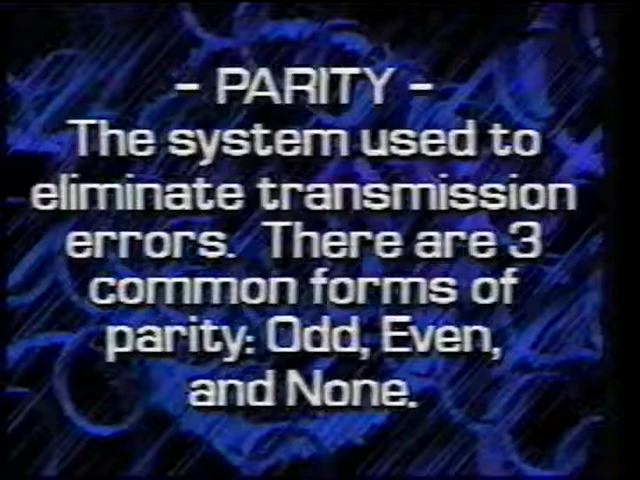 - PARITY -
The system used to
eliminate transmission
errors.  There are 3
common forms of
parity: Odd, Even,
and None.